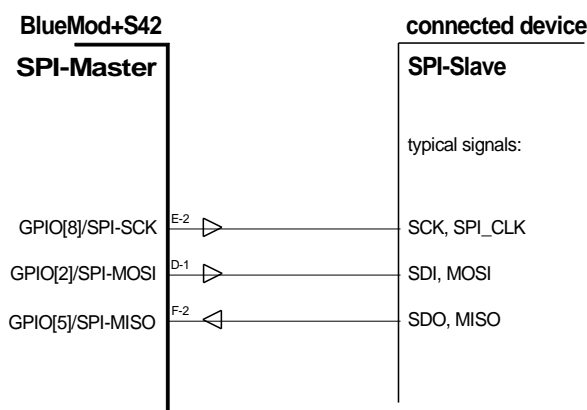 BlueMod+S42
connected device
SPI-Master
SPI-Slave
typical signals:
GPIO[8]/SPI-SCK
E-2
SCK, SPI_CLK
GPIO[2]/SPI-MOSI
D-1
SDI, MOSI
GPIO[5]/SPI-MISO
F-2
SDO, MISO